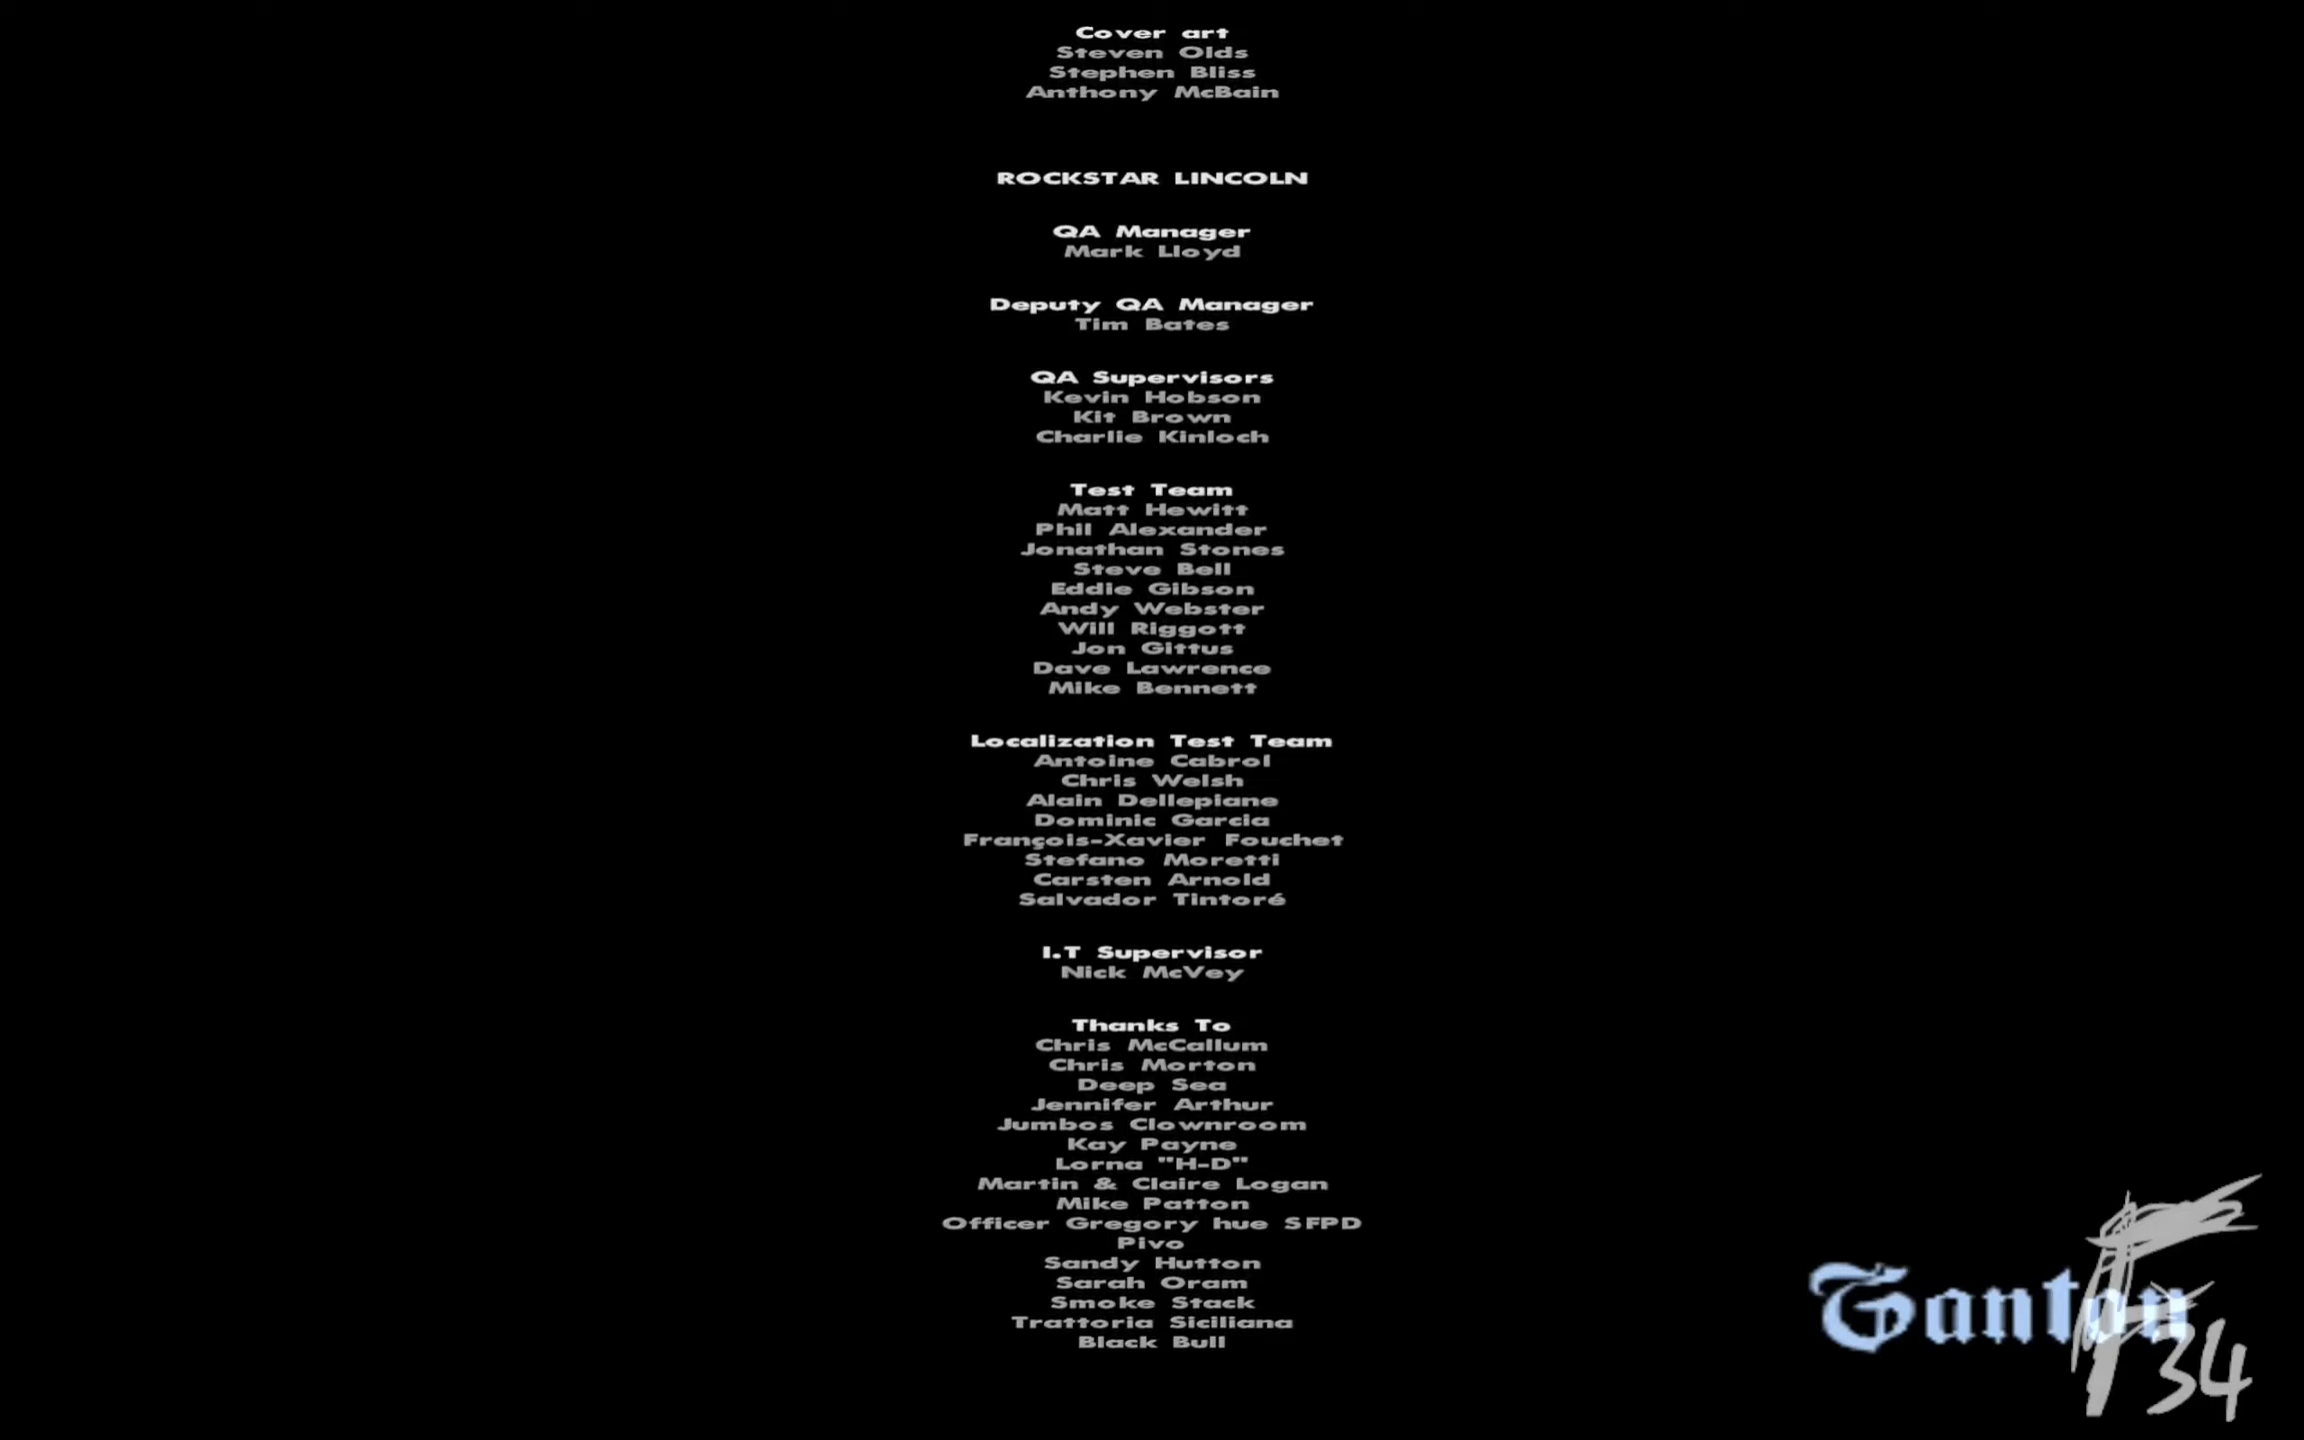 Cover art
Steven Olds
Stephen Bliss
Anthony McBain
ROCKSTAR LINCOLN
QA Manager
Mark Lloyd
Deputy QA Manager
Tim Bates
QA Supervisors
Kevin Hobson
Kit Brown
Charlie Kinloch
Test Team
Matt Hewitt
Phil Alexander
Jonathan Stones
Steve Bell
Eddie Gibson
Andy Webster
Will Riggott
Jon Gittus
Dave Lawrence
Mike Bennett
Localization Test Team
Antoine Cabrol
Chris Welsh
Alain Dellepiane
Dominic Garcia
François-Xavier Fouchet
Stefano Moretti
Carsten Arnold
Salvador Tintoré
I.T Supervisor
Nick McVey
Thanks To
Chris McCallum
Chris Morton
Deep Sea
Jennifer Arthur
Jumbos Clownroom
Kay Payne
Lorna "H-D"
Martin & Claire Logan
Mike Patton
Officer Gregory hue SFPD
Pivo
Sandy Hutton
Sarah Oram
Smoke Stack
Trattoria Siciliana
Black Bull
Ganton
F34